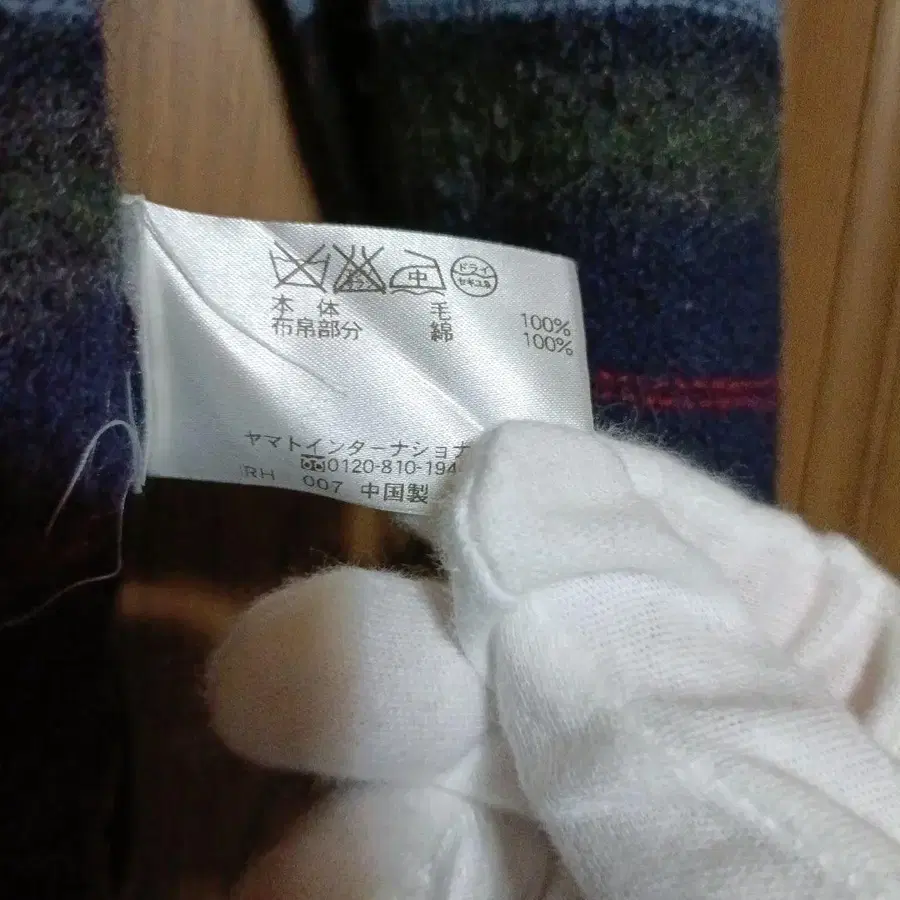 中 ドライ セキユ系
本体 毛 100%
布帛部分 綿 100%
ヤマトインターナショナ
0120-810-194
RH 007 中国製